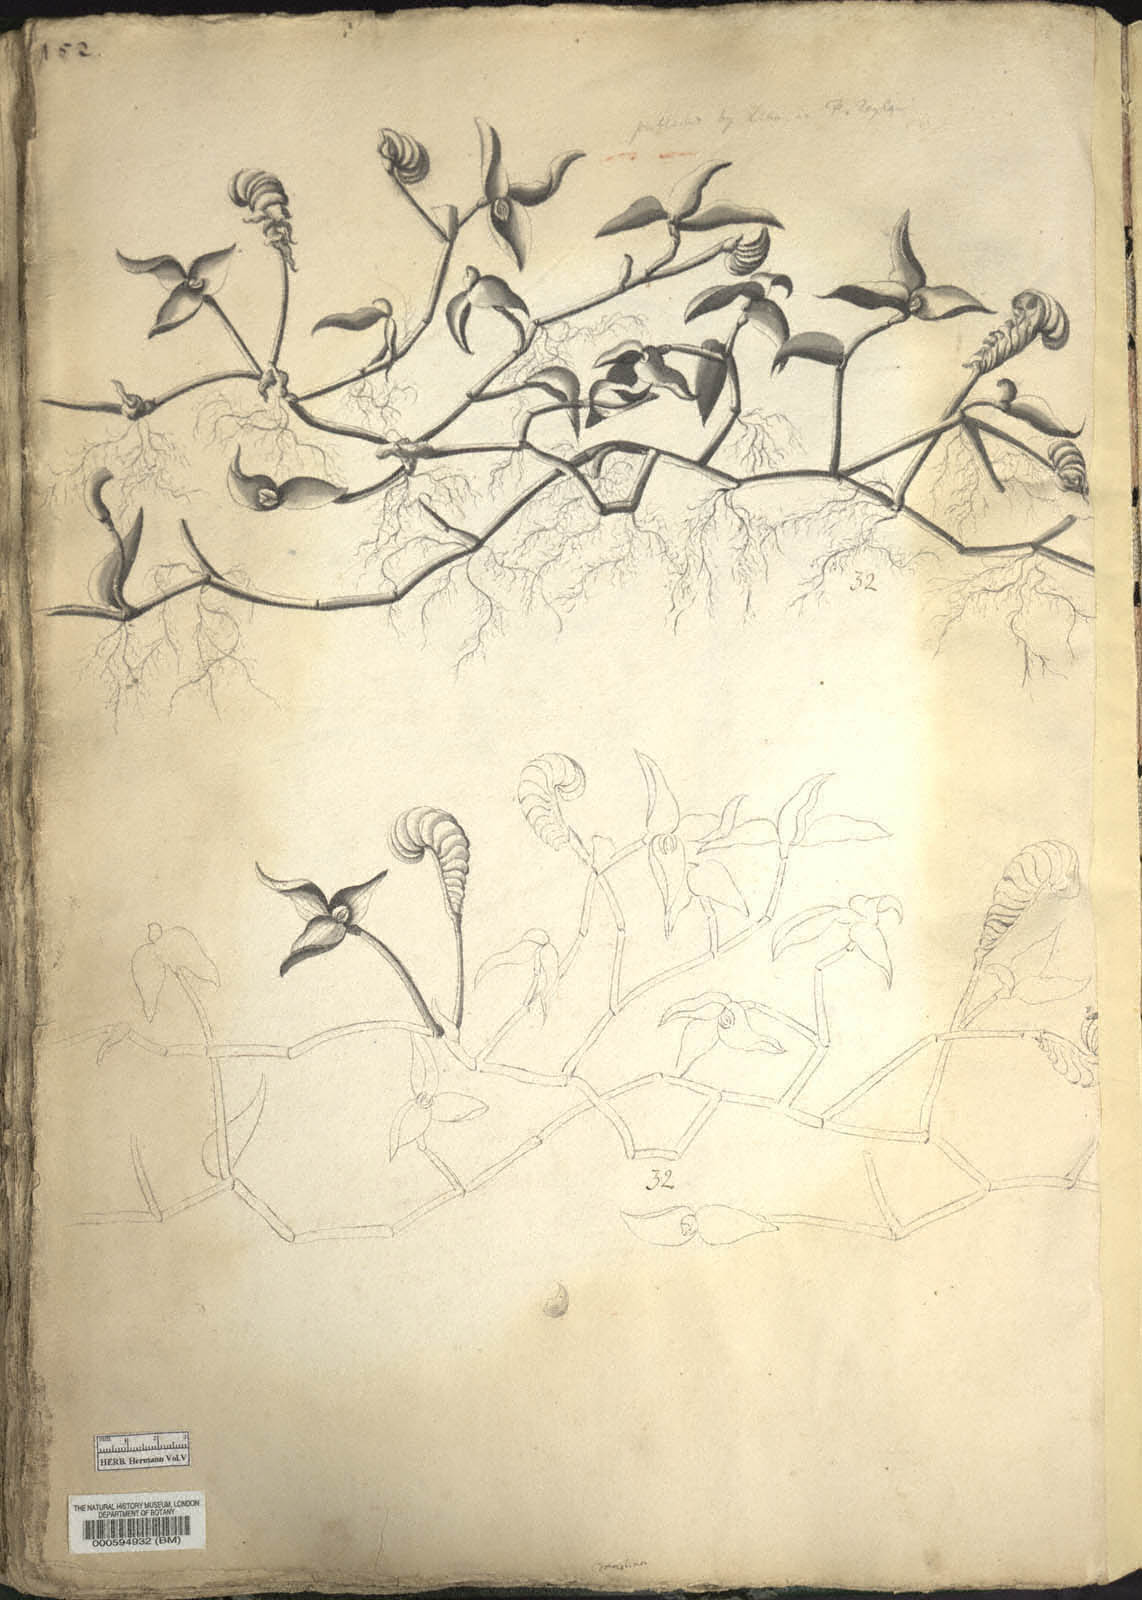 152.
published by Linn. in Fl. Zeylan
32
32
HERB. Hermann Vol.V
THE NATURAL HISTORY MUSEUM, LONDON
DEPARTMENT OF BOTANY
000594932 (BM)